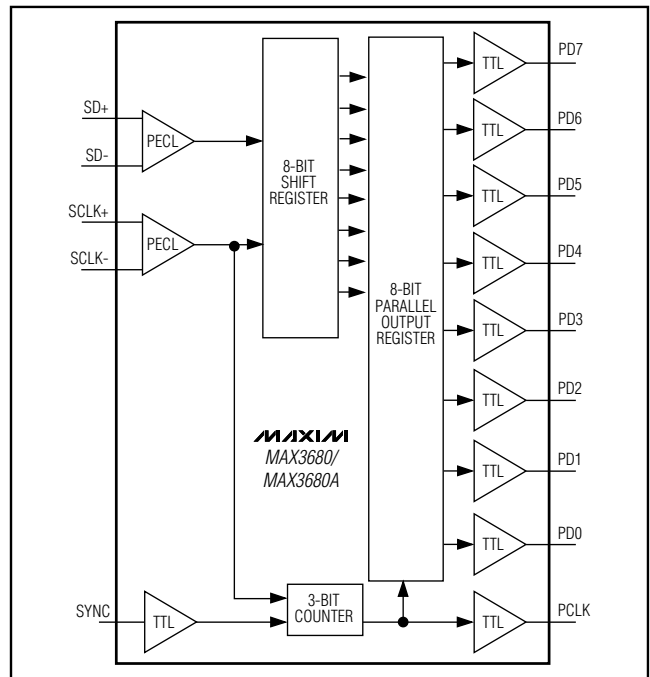 TTL
PD7
SD+
PECL
SD-
8-BIT
SHIFT
REGISTER
TTL
PD6
SCLK+
PECL
SCLK-
TTL
PD5
TTL
PD4
8-BIT
PARALLEL
OUTPUT
REGISTER
TTL
PD3
TTL
PD2
MAXIM
MAX3680/
MAX3680A
TTL
PD1
TTL
PD0
SYNC
TTL
3-BIT
COUNTER
TTL
PCLK